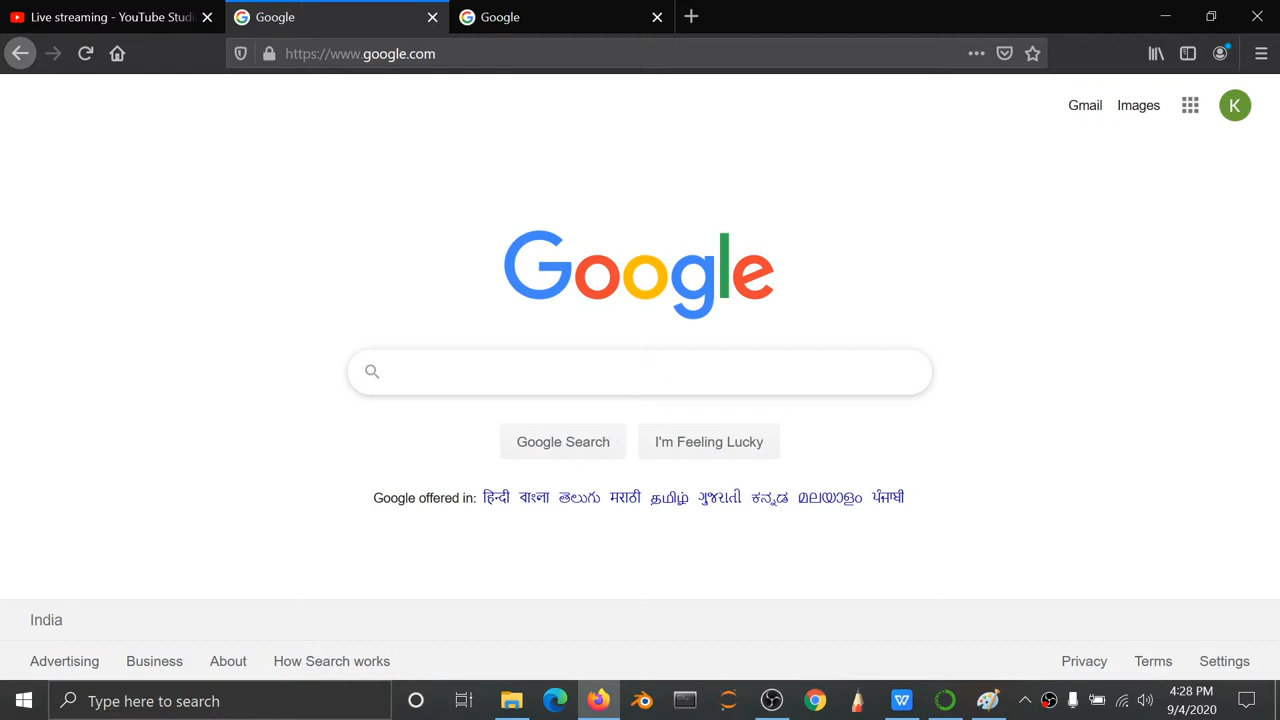 Live streaming - YouTube Studi
Google
Google
https://www.google.com
Gmail Images K
Google
Google Search I'm Feeling Lucky
Google offered in: हिन्दी বাংলা తెలుగు मराठी தமிழ் ગુજરાતી ಕನ್ನಡ മലയാളം ਪੰਜਾਬੀ
India
Advertising Business About How Search works Privacy Terms Settings
Type here to search
W
4:28 PM
9/4/2020